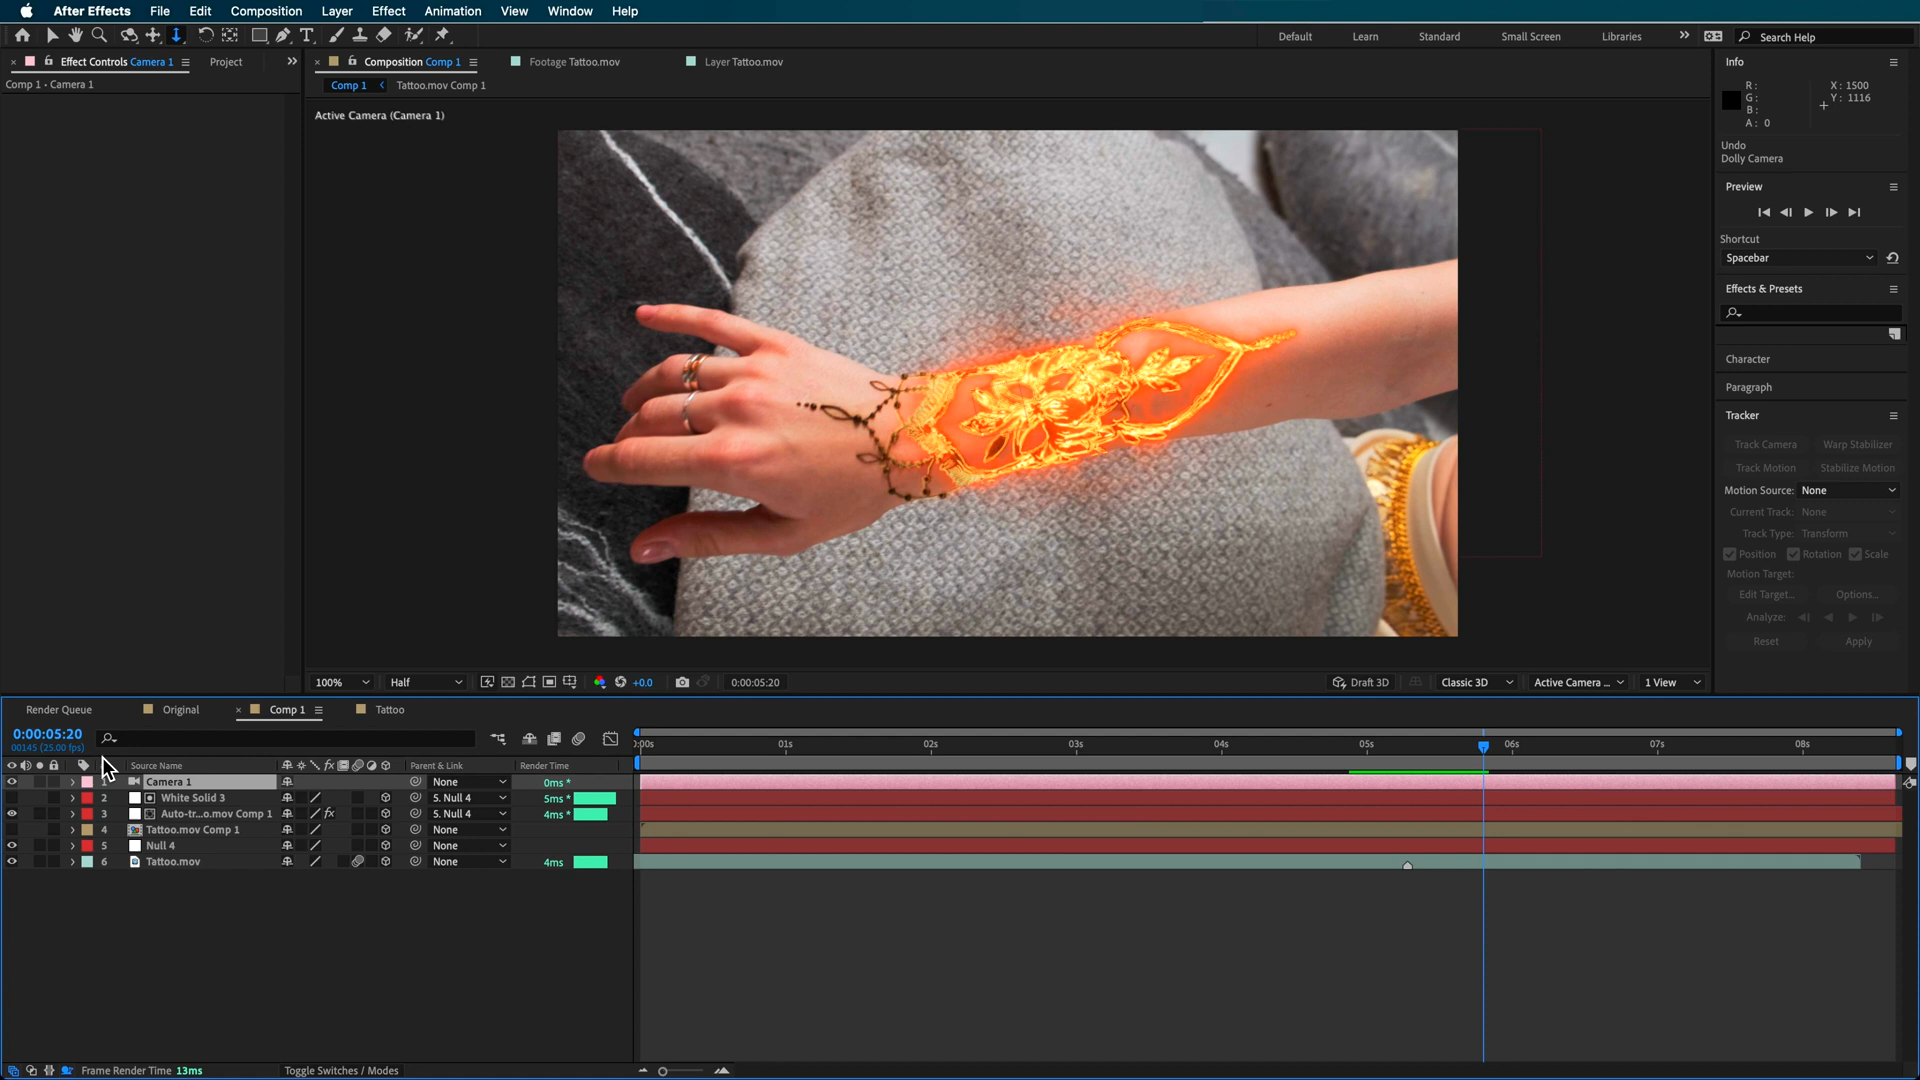 After Effects File Edit Composition Layer Effect Animation View Window Help
Default Learn Standard Small Screen Libraries Search Help
Effect Controls Camera 1 Project
Composition Comp 1
Footage Tattoo.mov
Layer Tattoo.mov
Info
Comp 1 • Camera 1
Comp 1
Tattoo.mov Comp 1
R:
G:
B:
A: 0
X: 1500
Y: 1116
Active Camera (Camera 1)
Undo
Dolly Camera
Preview
Shortcut
Spacebar
Effects & Presets
Character
Paragraph
Tracker
Track Camera Warp Stabilizer
Track Motion Stabilize Motion
Motion Source: None
Current Track: None
Track Type: Transform
Position Rotation Scale
Motion Target:
Edit Target... Options...
Analyze:
Reset Apply
100% Half +0.0 0:00:05:20 Draft 3D Classic 3D Active Camera ... 1 View
Render Queue Original Comp 1 Tattoo
0:00:05:20
00145 (25.00 fps)
:00s 01s 02s 03s 04s 05s 06s 07s 08s
Source Name fx Parent & Link Render Time
1 Camera 1 None 0ms *
2 White Solid 3 5. Null 4 5ms *
3 Auto-tr...o.mov Comp 1 fx 5. Null 4 4ms *
4 Tattoo.mov Comp 1 None
5 Null 4 None
6 Tattoo.mov None 4ms
Frame Render Time 13ms Toggle Switches / Modes